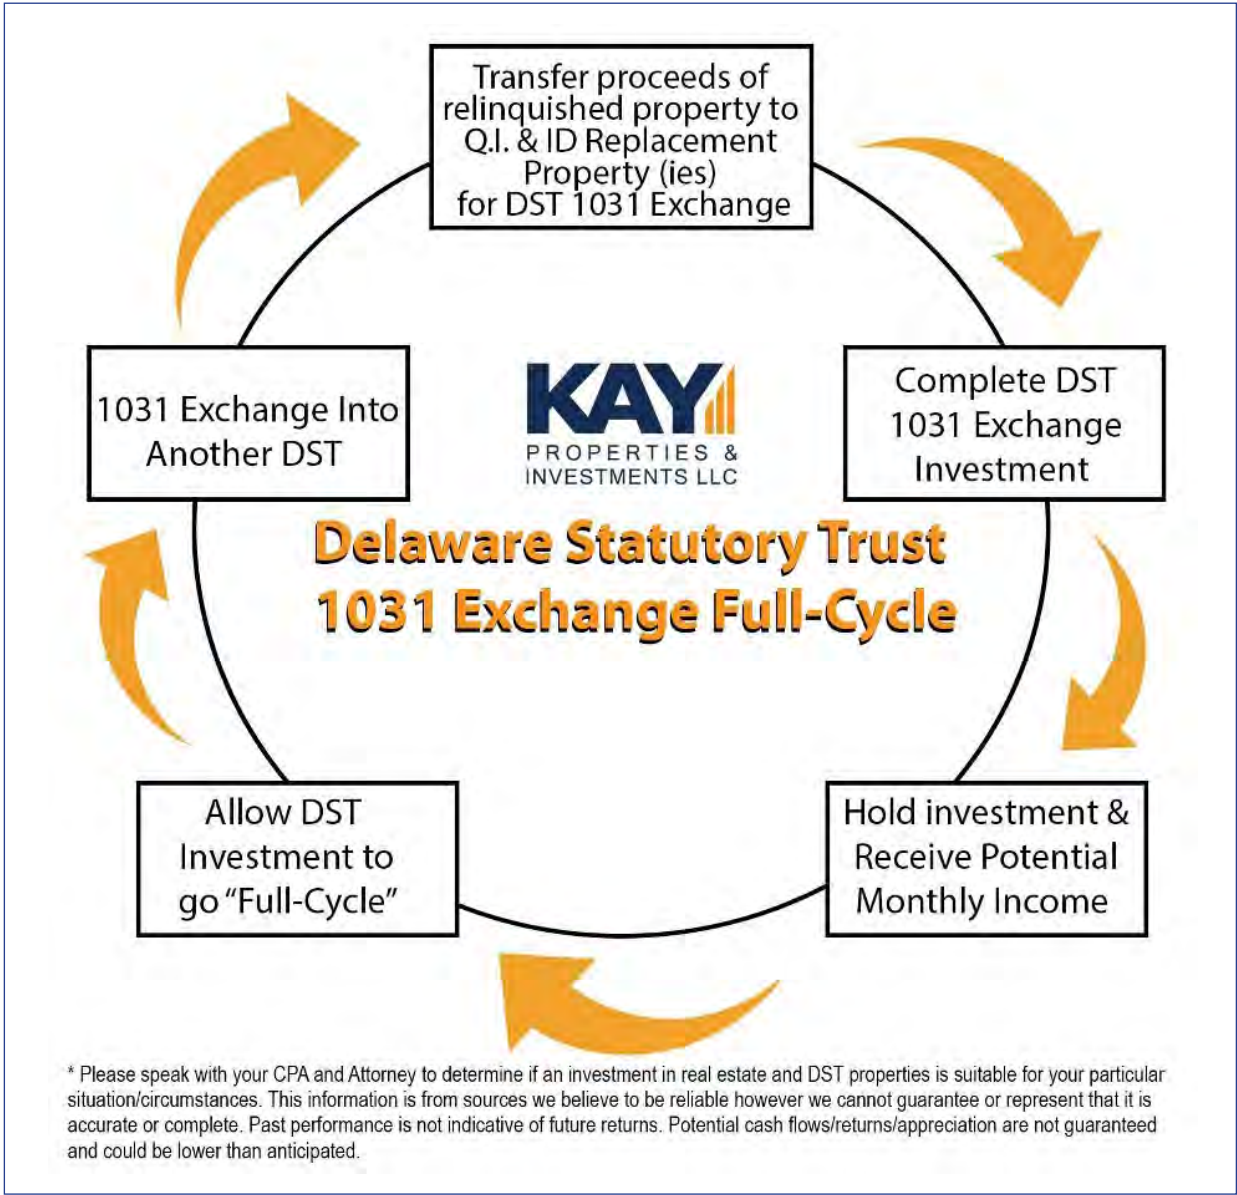 Transfer proceeds of
relinquished property to
Q.I. & ID Replacement
Property (ies)
for DST 1031 Exchange
1031 Exchange Into
Another DST
KAY
PROPERTIES &
INVESTMENTS LLC
Complete DST
1031 Exchange
Investment
Delaware Statutory Trust
1031 Exchange Full-Cycle
Allow DST
Investment to
go “Full-Cycle”
Hold investment &
Receive Potential
Monthly Income
* Please speak with your CPA and Attorney to determine if an investment in real estate and DST properties is suitable for your particular
situation/circumstances. This information is from sources we believe to be reliable however we cannot guarantee or represent that it is
accurate or complete. Past performance is not indicative of future returns. Potential cash flows/returns/appreciation are not guaranteed
and could be lower than anticipated.